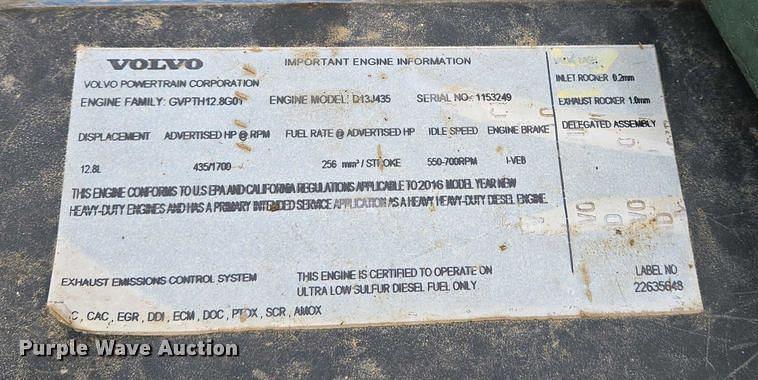 VOLVO
IMPORTANT ENGINE INFORMATION
VOLVO POWERTRAIN CORPORATION
ENGINE FAMILY: GVPTH12.8G01 ENGINE MODEL: D13J435 SERIAL NO: 1153249
DISPLACEMENT ADVERTISED HP @ RPM FUEL RATE @ ADVERTISED HP IDLE SPEED ENGINE BRAKE
12.8L 435/1700 256 mm³ / STROKE 550-700RPM I-VEB
THIS ENGINE CONFORMS TO U.S EPA AND CALIFORNIA REGULATIONS APPLICABLE TO 2016 MODEL YEAR NEW
HEAVY-DUTY ENGINES AND HAS A PRIMARY INTENDED SERVICE APPLICATION AS A HEAVY HEAVY-DUTY DIESEL ENGINE.
EXHAUST EMISSIONS CONTROL SYSTEM
THIS ENGINE IS CERTIFIED TO OPERATE ON
ULTRA LOW SULFUR DIESEL FUEL ONLY.
C , CAC , EGR , DDI , ECM , DOC , PTOX , SCR , AMOX
INLET ROCKER 0.2mm
EXHAUST ROCKER 1.0mm
DELEGATED ASSEMBLY
LABEL NO
22635648
Purple Wave Auction